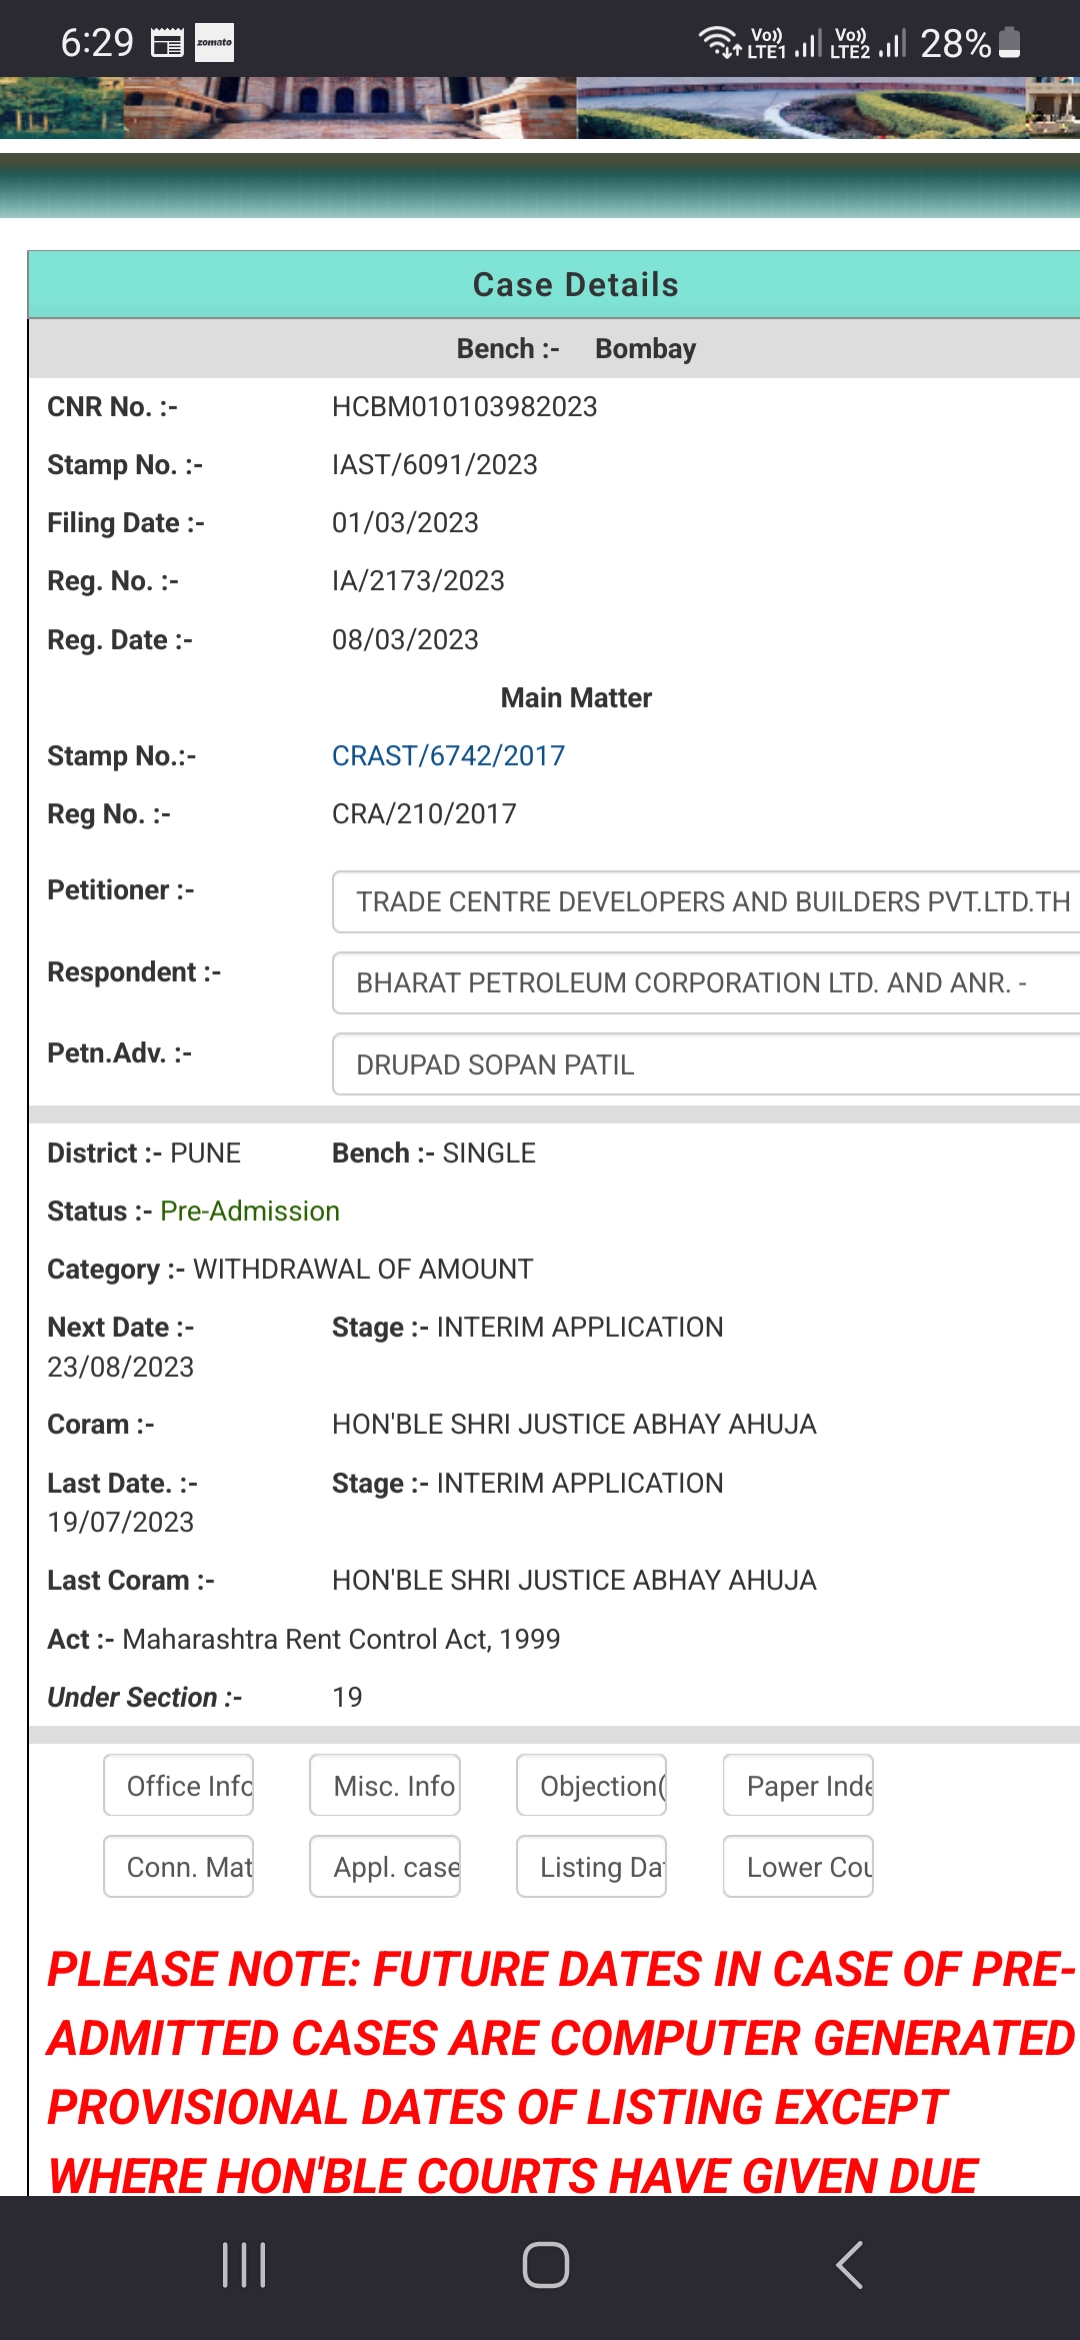 6:29 zomato Vo)) LTE1 Vo)) LTE2 28%
Case Details
Bench :- Bombay
CNR No. :- HCBM010103982023
Stamp No. :- IAST/6091/2023
Filing Date :- 01/03/2023
Reg. No. :- IA/2173/2023
Reg. Date :- 08/03/2023
Main Matter
Stamp No.:- CRAST/6742/2017
Reg No. :- CRA/210/2017
Petitioner :- TRADE CENTRE DEVELOPERS AND BUILDERS PVT.LTD.TH
Respondent :- BHARAT PETROLEUM CORPORATION LTD. AND ANR. -
Petn.Adv. :- DRUPAD SOPAN PATIL
District :- PUNE Bench :- SINGLE
Status :- Pre-Admission
Category :- WITHDRAWAL OF AMOUNT
Next Date :- Stage :- INTERIM APPLICATION
23/08/2023
Coram :- HON'BLE SHRI JUSTICE ABHAY AHUJA
Last Date. :- Stage :- INTERIM APPLICATION
19/07/2023
Last Coram :- HON'BLE SHRI JUSTICE ABHAY AHUJA
Act :- Maharashtra Rent Control Act, 1999
Under Section :- 19
Office Info Misc. Info Objection( Paper Inde
Conn. Mat Appl. case Listing Dat Lower Cou
PLEASE NOTE: FUTURE DATES IN CASE OF PRE-
ADMITTED CASES ARE COMPUTER GENERATED
PROVISIONAL DATES OF LISTING EXCEPT
WHERE HON'BLE COURTS HAVE GIVEN DUE